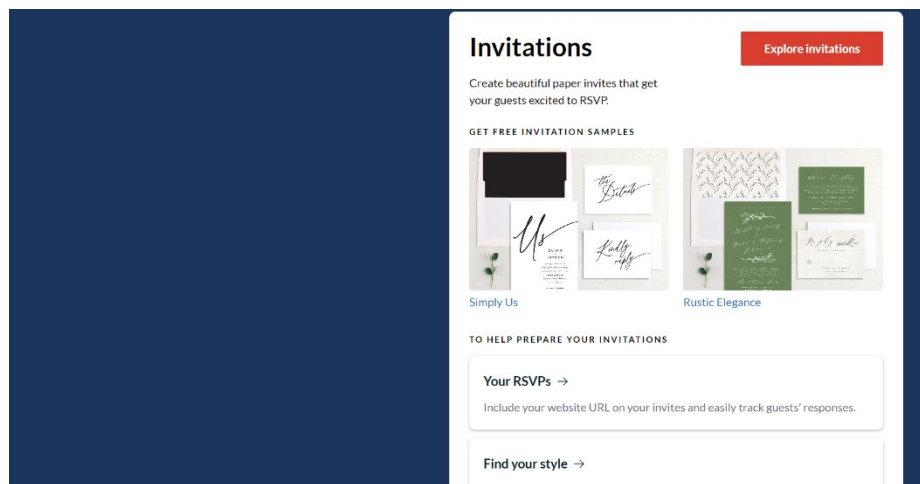 Invitations
Explore invitations
Create beautiful paper invites that get
your guests excited to RSVP.
GET FREE INVITATION SAMPLES
the
Details
Us
Kindly
reply
Simply Us
Rustic Elegance
TO HELP PREPARE YOUR INVITATIONS
Your RSVPs →
Include your website URL on your invites and easily track guests' responses.
Find your style →